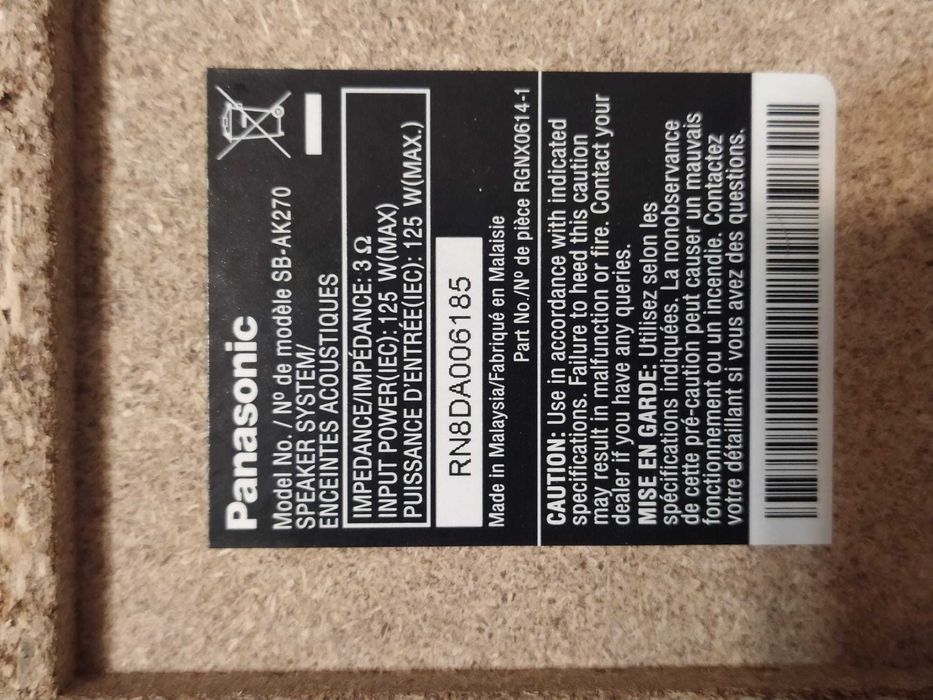 Panasonic
Model No. / Nº de modèle SB-AK270
SPEAKER SYSTEM/
ENCEINTES ACOUSTIQUES
IMPEDANCE/IMPÉDANCE: 3 Ω
INPUT POWER(IEC): 125 W(MAX)
PUISSANCE D'ENTRÉE(IEC): 125 W(MAX.)
RN8DA006185
Made in Malaysia/Fabriqué en Malaisie
Part No./Nº de pièce RGNX0614-1
CAUTION: Use in accordance with indicated
specifications. Failure to heed this caution
may result in malfunction or fire. Contact your
dealer if you have any queries.
MISE EN GARDE: Utilisez selon les
spécifications indiquées. La nonobservance
de cette pré-caution peut causer un mauvais
fonctionnement ou un incendie. Contactez
votre détaillant si vous avez des questions.